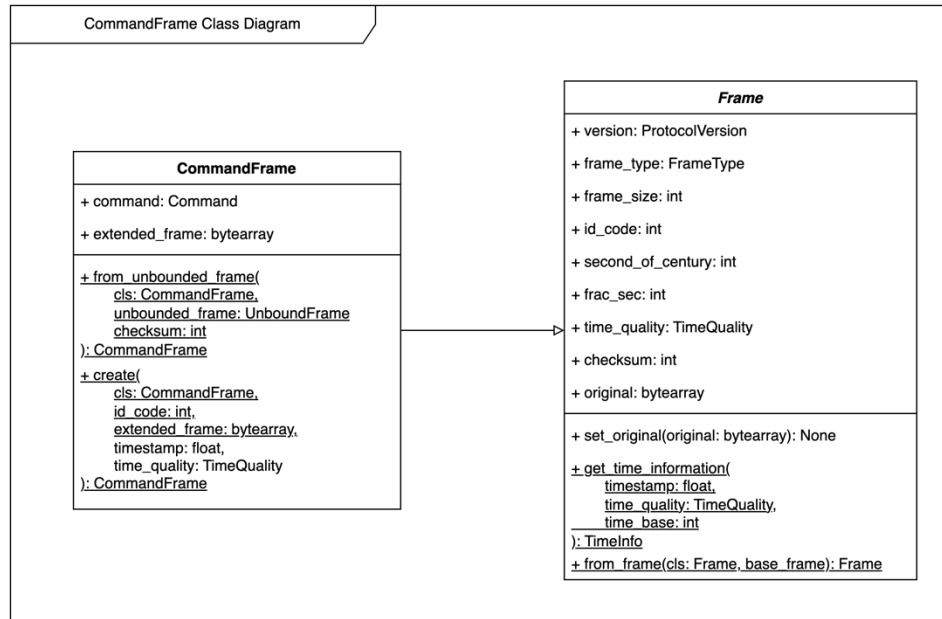 CommandFrame Class Diagram
CommandFrame
+ command: Command
+ extended_frame: bytearray
+ from_unbounded_frame(
cls: CommandFrame,
unbounded_frame: UnboundFrame
checksum: int
): CommandFrame
+ create(
cls: CommandFrame,
id_code: int,
extended_frame: bytearray,
timestamp: float,
time_quality: TimeQuality
): CommandFrame
Frame
+ version: ProtocolVersion
+ frame_type: FrameType
+ frame_size: int
+ id_code: int
+ second_of_century: int
+ frac_sec: int
+ time_quality: TimeQuality
+ checksum: int
+ original: bytearray
+ set_original(original: bytearray): None
+ get_time_information(
timestamp: float,
time_quality: TimeQuality,
time_base: int
): TimeInfo
+ from_frame(cls: Frame, base_frame): Frame